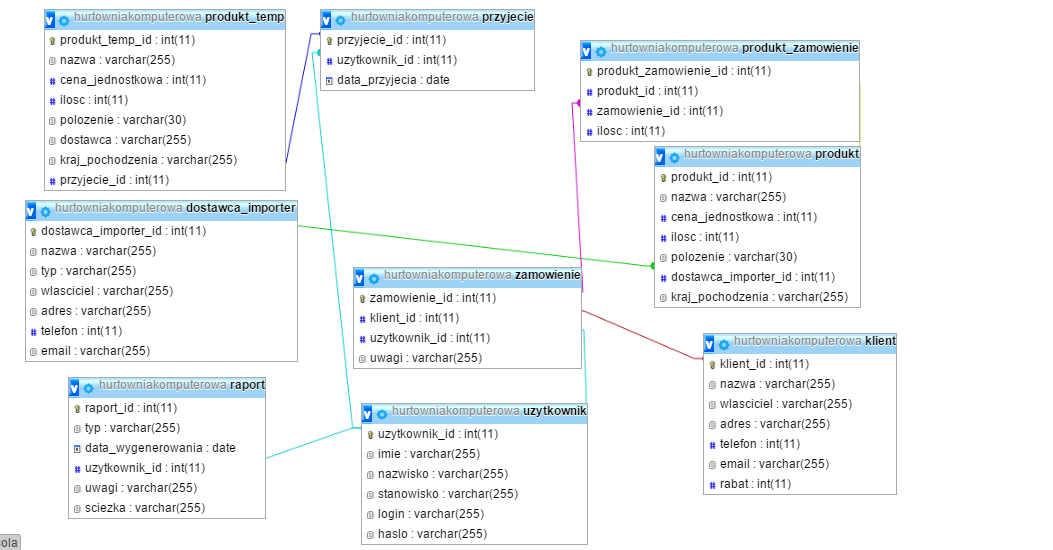 hurtowniakomputerowa produkt_temp
produkt_temp_id : int(11)
nazwa : varchar(255)
cena_jednostkowa : int(11)
ilosc : int(11)
polozenie : varchar(30)
dostawca : varchar(255)
kraj_pochodzenia : varchar(255)
przyjecie_id : int(11)
hurtowniakomputerowa przyjecie
przyjecie_id : int(11)
uzytkownik_id : int(11)
data_przyjecia : date
hurtowniakomputerowa produkt_zamowienie
produkt_zamowienie_id : int(11)
produkt_id : int(11)
zamowienie_id : int(11)
ilosc : int(11)
hurtowniakomputerowa produkt
produkt_id : int(11)
nazwa : varchar(255)
cena_jednostkowa : int(11)
ilosc : int(11)
polozenie : varchar(30)
dostawca_importer_id : int(11)
kraj_pochodzenia : varchar(255)
hurtowniakomputerowa dostawca_importer
dostawca_importer_id : int(11)
nazwa : varchar(255)
typ : varchar(255)
wlasciciel : varchar(255)
adres : varchar(255)
telefon : int(11)
email : varchar(255)
hurtowniakomputerowa zamowienie
zamowienie_id : int(11)
klient_id : int(11)
uzytkownik_id : int(11)
uwagi : varchar(255)
hurtowniakomputerowa klient
klient_id : int(11)
nazwa : varchar(255)
wlasciciel : varchar(255)
adres : varchar(255)
telefon : int(11)
email : varchar(255)
rabat : int(11)
hurtowniakomputerowa raport
raport_id : int(11)
typ : varchar(255)
data_wygenerowania : date
uzytkownik_id : int(11)
uwagi : varchar(255)
sciezka : varchar(255)
hurtowniakomputerowa uzytkownik
uzytkownik_id : int(11)
imie : varchar(255)
nazwisko : varchar(255)
stanowisko : varchar(255)
login : varchar(255)
haslo : varchar(255)
sola